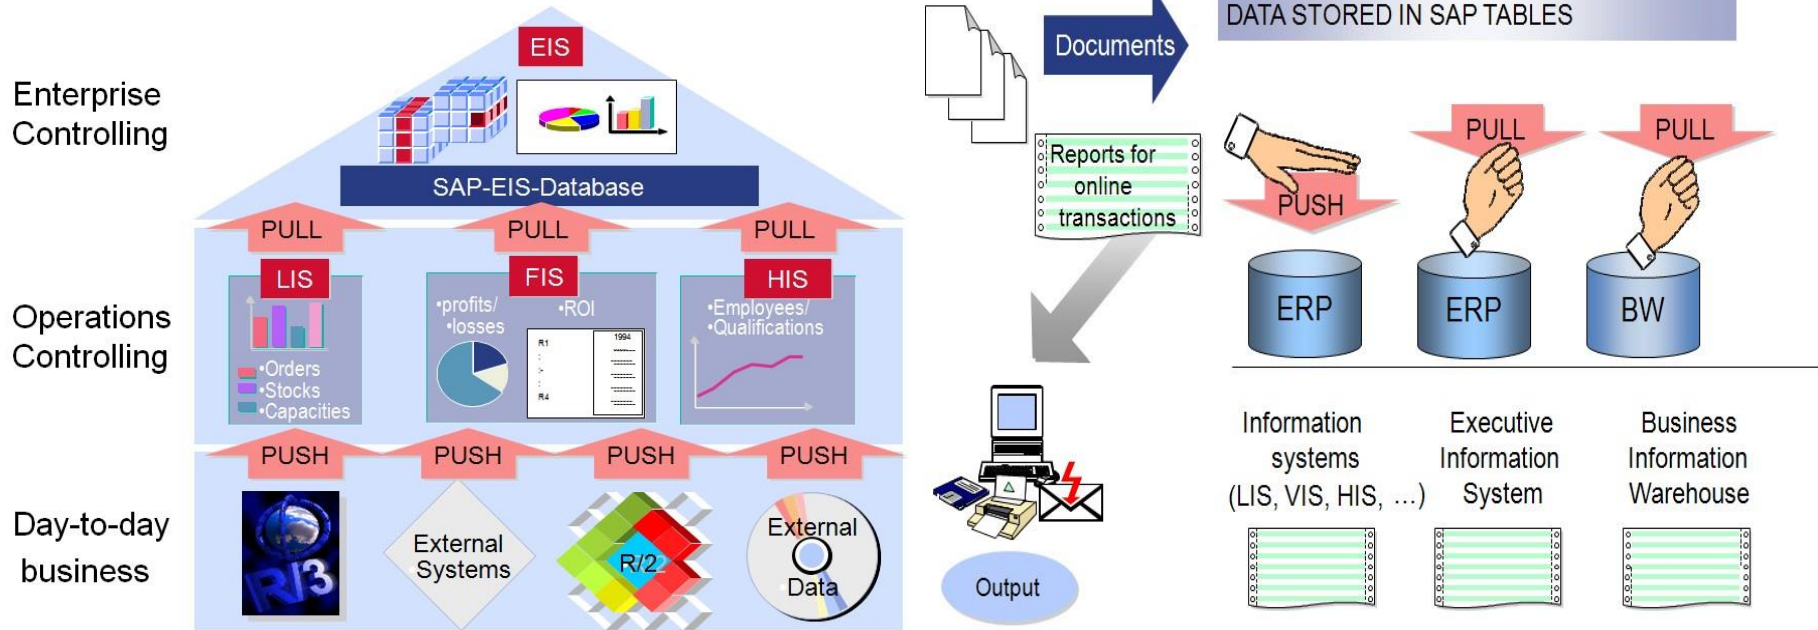 EIS
Enterprise
Controlling
SAP-EIS-Database
PULL
PULL
PULL
LIS
FIS
HIS
•profits/
•losses
•ROI
•Employees/
•Qualifications
R1
1994
:
:-
:
R4
Operations
Controlling
•Orders
•Stocks
•Capacities
PUSH
PUSH
PUSH
PUSH
Day-to-day
business
R/3
External
Systems
R/2
External
Data
Documents
Reports for
online
transactions
Output
DATA STORED IN SAP TABLES
PUSH
PULL
PULL
ERP
ERP
BW
Information
systems
(LIS, VIS, HIS, …)
Executive
Information
System
Business
Information
Warehouse